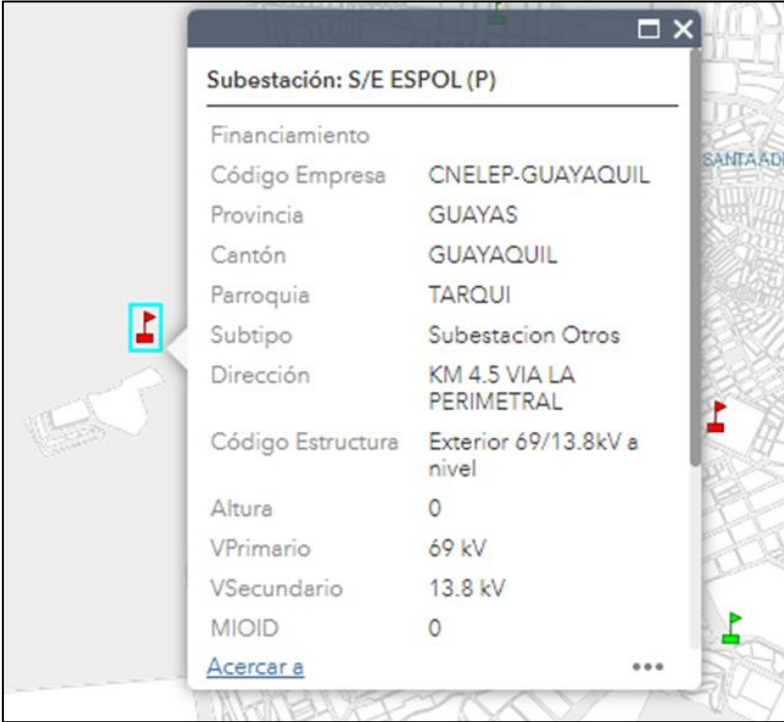 Subestación: S/E ESPOL (P)
Financiamiento
Código Empresa CNELEP-GUAYAQUIL
Provincia GUAYAS
Cantón GUAYAQUIL
Parroquia TARQUI
Subtipo Subestacion Otros
Dirección KM 4.5 VIA LA
PERIMETRAL
Código Estructura Exterior 69/13.8kV a
nivel
Altura 0
VPrimario 69 kV
VSecundario 13.8 kV
MIOID 0
Acercar a
SANTA